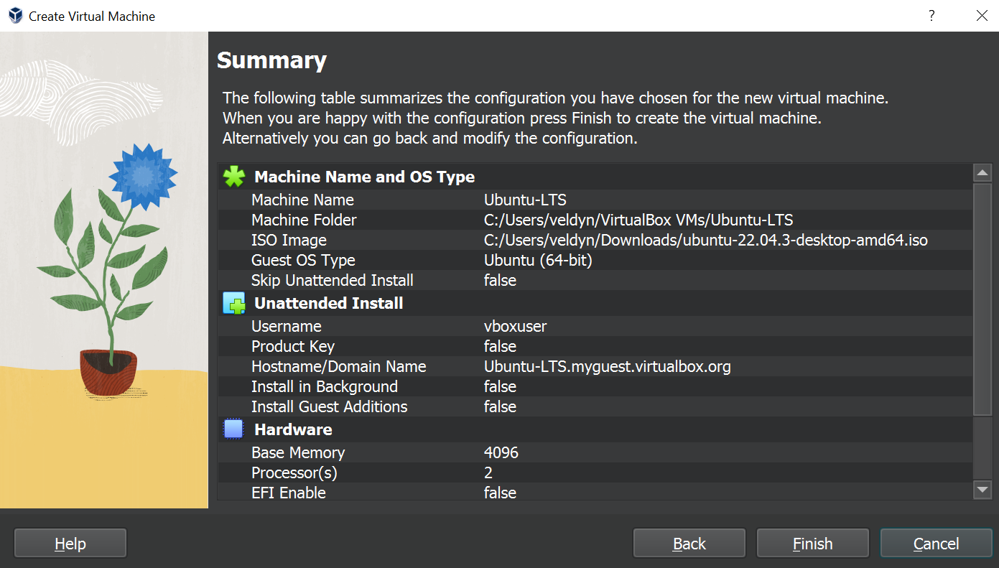 Create Virtual Machine ?
Summary
The following table summarizes the configuration you have chosen for the new virtual machine.
When you are happy with the configuration press Finish to create the virtual machine.
Alternatively you can go back and modify the configuration.
Machine Name and OS Type
Machine Name Ubuntu-LTS
Machine Folder C:/Users/veldyn/VirtualBox VMs/Ubuntu-LTS
ISO Image C:/Users/veldyn/Downloads/ubuntu-22.04.3-desktop-amd64.iso
Guest OS Type Ubuntu (64-bit)
Skip Unattended Install false
Unattended Install
Username vboxuser
Product Key false
Hostname/Domain Name Ubuntu-LTS.myguest.virtualbox.org
Install in Background false
Install Guest Additions false
Hardware
Base Memory 4096
Processor(s) 2
EFI Enable false
Help Back Finish Cancel